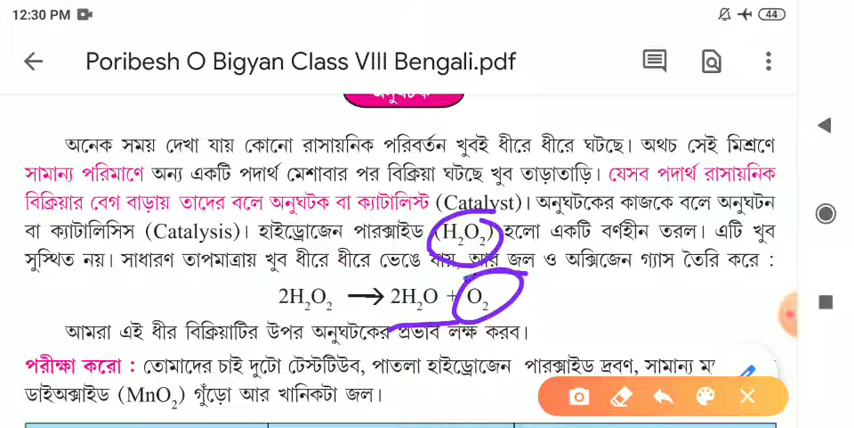 12:30 PM
44
Poribesh O Bigyan Class VIII Bengali.pdf
অনুঘটক
অনেক সময় দেখা যায় কোনো রাসায়নিক পরিবর্তন খুবই ধীরে ধীরে ঘটছে। অথচ সেই মিশ্রণে
সামান্য পরিমাণে অন্য একটি পদার্থ মেশাবার পর বিক্রিয়া ঘটছে খুব তাড়াতাড়ি। যেসব পদার্থ রাসায়নিক
বিক্রিয়ার বেগ বাড়ায় তাদের বলে অনুঘটক বা ক্যাটালিস্ট (Catalyst)। অনুঘটকের কাজকে বলে অনুঘটন
বা ক্যাটালিসিস (Catalysis)। হাইড্রোজেন পারক্সাইড (H₂O₂) হলো একটি বর্ণহীন তরল। এটি খুব
সুস্থিত নয়। সাধারণ তাপমাত্রায় খুব ধীরে ধীরে ভেঙে যায়, আর জল ও অক্সিজেন গ্যাস তৈরি করে :
2H₂O₂ → 2H₂O + O₂
আমরা এই ধীর বিক্রিয়াটির উপর অনুঘটকের প্রভাব লক্ষ করব।
পরীক্ষা করো : তোমাদের চাই দুটো টেস্টটিউব, পাতলা হাইড্রোজেন পারক্সাইড দ্রবণ, সামান্য
ডাইঅক্সাইড (MnO₂) গুঁড়ো আর খানিকটা জল।